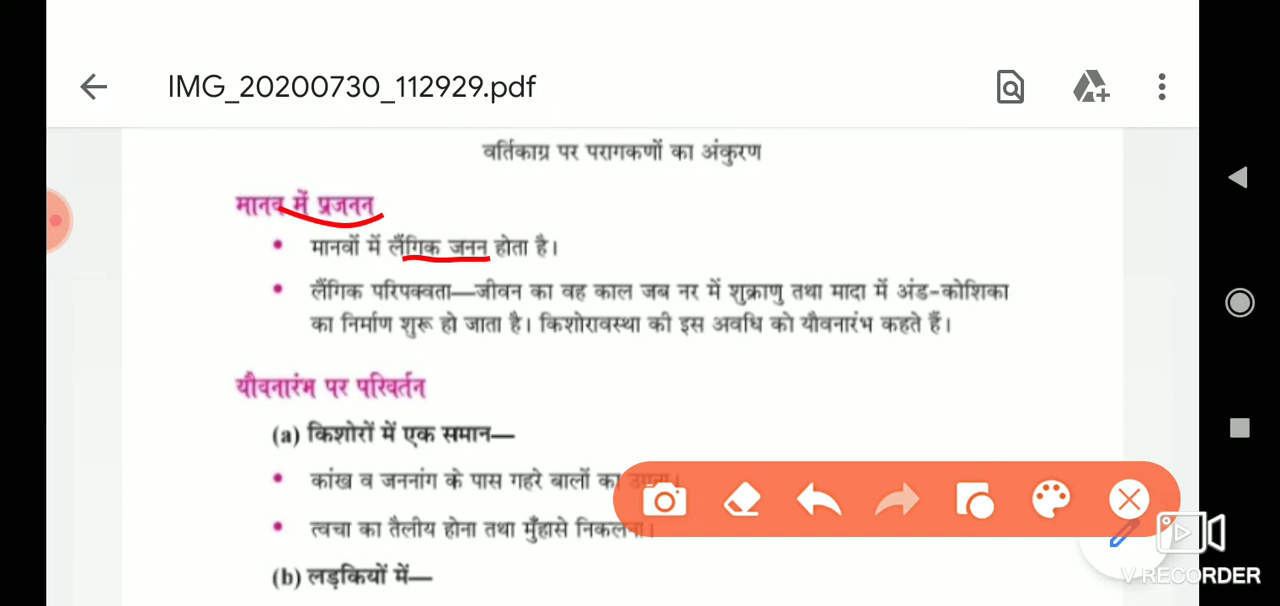 IMG_20200730_112929.pdf
वर्तिकाग्र पर परागकणों का अंकुरण
मानव में प्रजनन
• मानवों में लैंगिक जनन होता है।
• लैंगिक परिपक्वता—जीवन का वह काल जब नर में शुक्राणु तथा मादा में अंड-कोशिका
का निर्माण शुरू हो जाता है। किशोरावस्था की इस अवधि को यौवनारंभ कहते हैं।
यौवनारंभ पर परिवर्तन
(a) किशोरों में एक समान—
• कांख व जननांग के पास गहरे बालों का उगना।
• त्वचा का तैलीय होना तथा मुँहासे निकलना।
(b) लड़कियों में—
V RECORDER